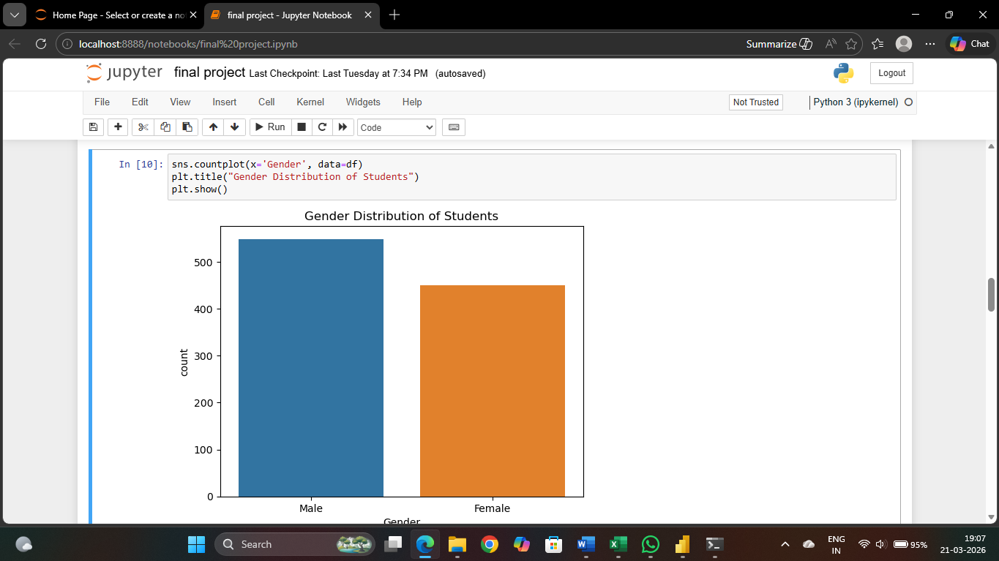 Home Page - Select or create a no
final project - Jupyter Notebook
localhost:8888/notebooks/final%20project.ipynb
Summarize
Chat
jupyter final project Last Checkpoint: Last Tuesday at 7:34 PM (autosaved)
Logout
File Edit View Insert Cell Kernel Widgets Help
Not Trusted
Python 3 (ipykernel)
Run
Code
In [10]:
sns.countplot(x='Gender', data=df)
plt.title("Gender Distribution of Students")
plt.show()
Gender Distribution of Students
500
400
300
200
100
0
count
Male Female
Gender
Search
ENG
IN
95%
19:07
21-03-2026